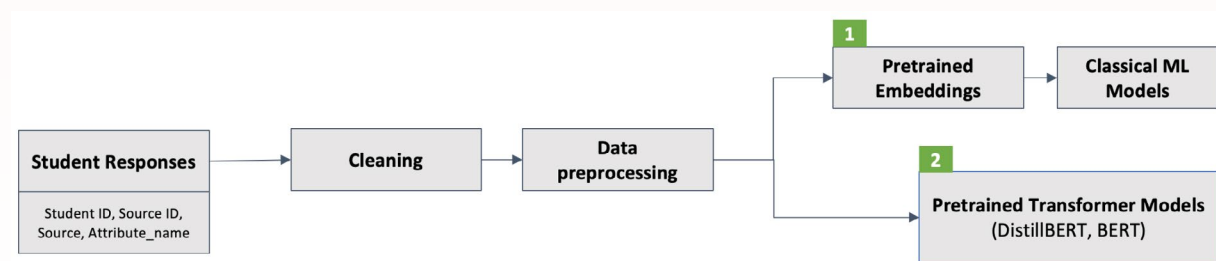 Student Responses
Student ID, Source ID,
Source, Attribute_name
Cleaning
Data
preprocessing
1
Pretrained
Embeddings
Classical ML
Models
2
Pretrained Transformer Models
(DistillBERT, BERT)